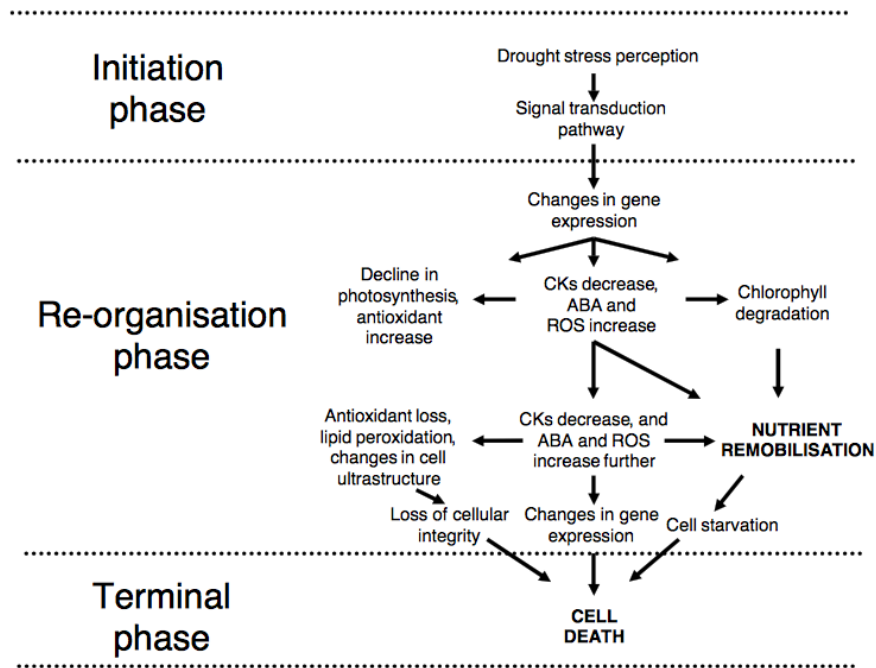 Initiation
phase
Drought stress perception
Signal transduction
pathway
Re-organisation
phase
Changes in gene
expression
Decline in
photosynthesis,
antioxidant
increase
CKs decrease,
ABA and
ROS increase
Chlorophyll
degradation
Antioxidant loss,
lipid peroxidation,
changes in cell
ultrastructure
CKs decrease, and
ABA and ROS
increase further
NUTRIENT
REMOBILISATION
Loss of cellular
integrity
Changes in gene
expression
Cell starvation
Terminal
phase
CELL
DEATH